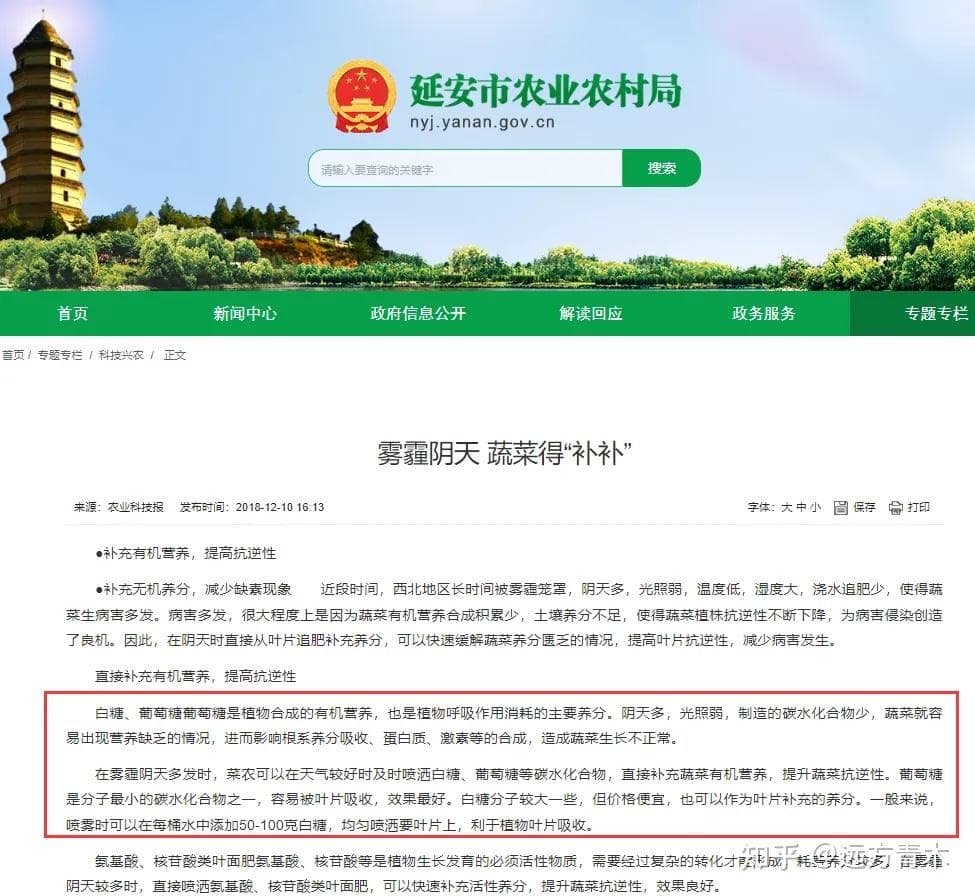 延安市农业农村局
nyj.yanan.gov.cn
请输入要查询的关键字 搜索
首页 新闻中心 政府信息公开 解读回应 政务服务 专题专栏
首页 / 专题专栏 / 科技兴农 / 正文
雾霾阴天 蔬菜得“补补”
来源：农业科技报 发布时间：2018-12-10 16:13 字体：大 中 小 保存 打印
●补充有机营养，提高抗逆性
●补充无机养分，减少缺素现象 近段时间，西北地区长时间被雾霾笼罩，阴天多，光照弱，温度低，湿度大，浇水追肥少，使得蔬
菜生病害多发。病害多发，很大程度上是因为蔬菜有机营养合成积累少，土壤养分不足，使得蔬菜植株抗逆性不断下降，为病害侵染创造
了良机。因此，在阴天时直接从叶片追肥补充养分，可以快速缓解蔬菜养分匮乏的情况，提高叶片抗逆性，减少病害发生。
直接补充有机营养，提高抗逆性
白糖、葡萄糖葡萄糖是植物合成的有机营养，也是植物呼吸作用消耗的主要养分。阴天多，光照弱，制造的碳水化合物少，蔬菜就容
易出现营养缺乏的情况，进而影响根系养分吸收、蛋白质、激素等的合成，造成蔬菜生长不正常。
在雾霾阴天多发时，菜农可以在天气较好时及时喷洒白糖、葡萄糖等碳水化合物，直接补充蔬菜有机营养，提升蔬菜抗逆性。葡萄糖
是分子最小的碳水化合物之一，容易被叶片吸收，效果最好。白糖分子较大一些，但价格便宜，也可以作为叶片补充的养分。一般来说，
喷雾时可以在每桶水中添加50-100克白糖，均匀喷洒要叶片上，利于植物叶片吸收。
氨基酸、核苷酸类叶面肥氨基酸、核苷酸等是植物生长发育的必须活性物质，需要经过复杂的转化才能形成，耗费养分较多。在雾霾
阴天较多时，直接喷洒氨基酸、核苷酸类叶面肥，可以快速补充活性养分，提升蔬菜抗逆性，效果良好。
知乎 @远方青木